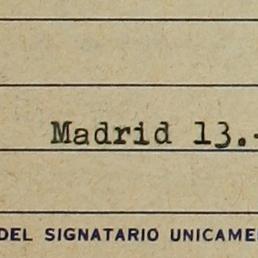 Madrid 13.-
DEL SIGNATARIO UNICAME